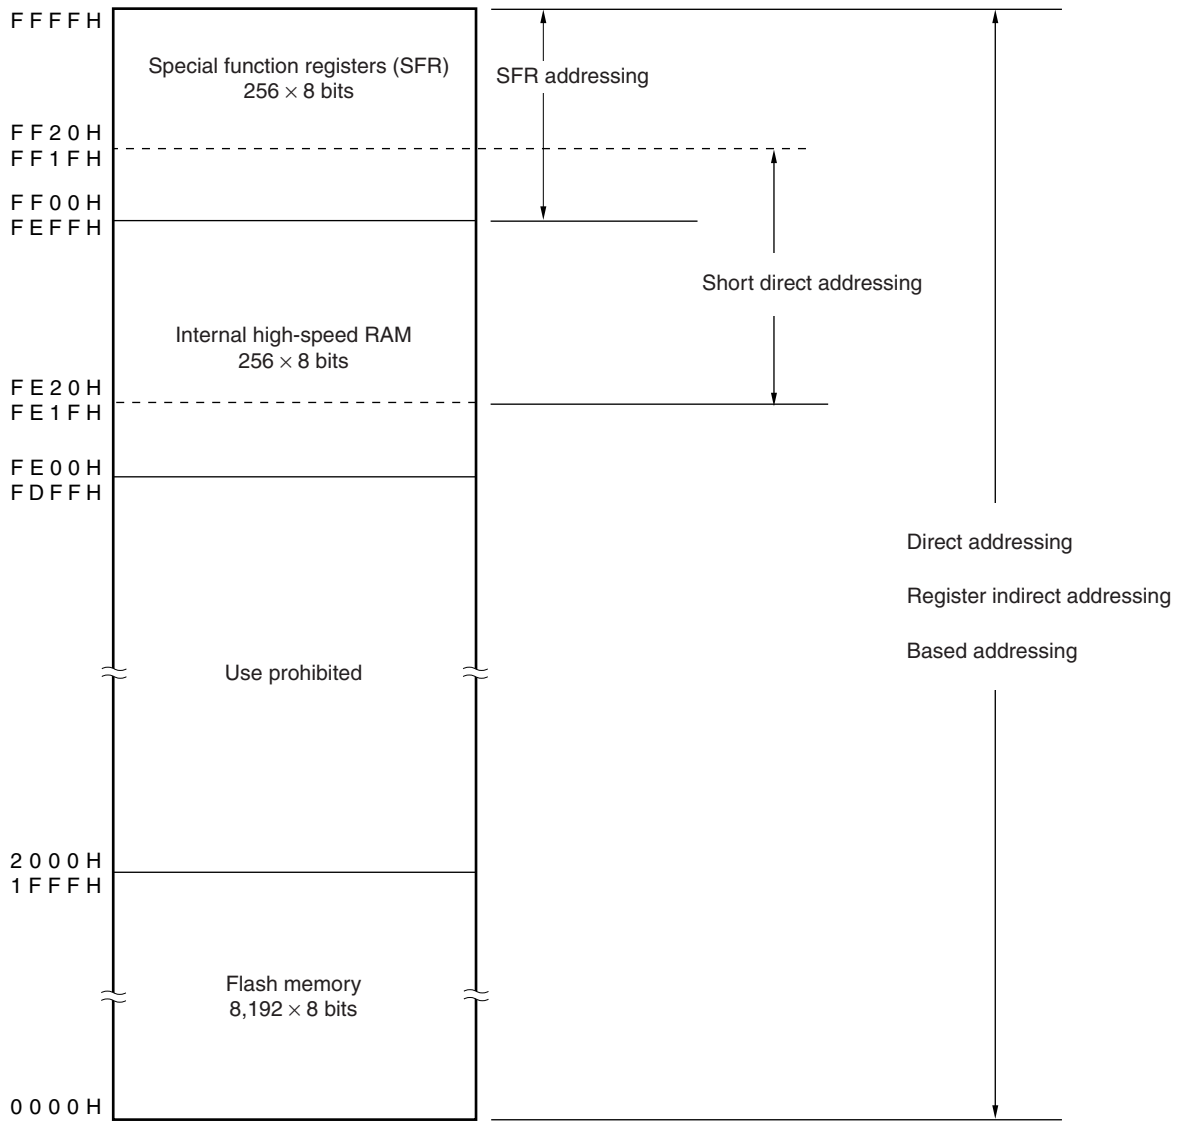 FFFFH
Special function registers (SFR)
256 × 8 bits
SFR addressing
FF20H
FF1FH
FF00H
FEFFH
Short direct addressing
Internal high-speed RAM
256 × 8 bits
FE20H
FE1FH
FE00H
FDFFH
Direct addressing
Register indirect addressing
Based addressing
Use prohibited
2000H
1FFFH
Flash memory
8,192 × 8 bits
0000H